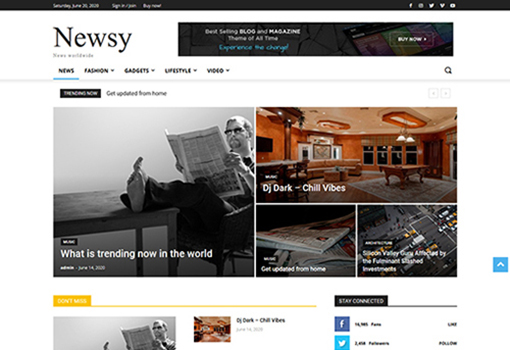 Saturday, June 20, 2020 Sign in / Join Buy now!
Newsy
News worldwide
Best Selling BLOG and MAGAZINE
Theme of All Time
Experience the change!
BUY NOW
NEWS FASHION GADGETS LIFESTYLE VIDEO
TRENDING NOW Get updated from home
MUSIC
What is trending now in the world
admin - June 14, 2020
MUSIC
Dj Dark – Chill Vibes
MUSIC
Get updated from home
ARCHITECTURE
Silicon Valley Guru Affected by
the Fulminant Slashed
Investments
DON'T MISS
Dj Dark – Chill Vibes
June 14, 2020
STAY CONNECTED
16,985 Fans LIKE
2,458 Followers FOLLOW